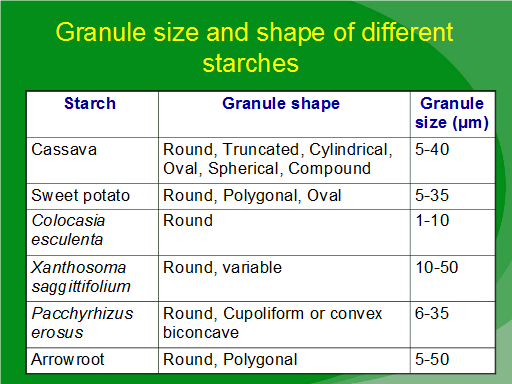 Granule size and shape of different
starches
Starch Granule shape Granule
size (µm)
Cassava Round, Truncated, Cylindrical, 5-40
Oval, Spherical, Compound
Sweet potato Round, Polygonal, Oval 5-35
Colocasia Round 1-10
esculenta
Xanthosoma Round, variable 10-50
saggittifolium
Pacchyrhizus Round, Cupoliform or convex 6-35
erosus biconcave
Arrowroot Round, Polygonal 5-50